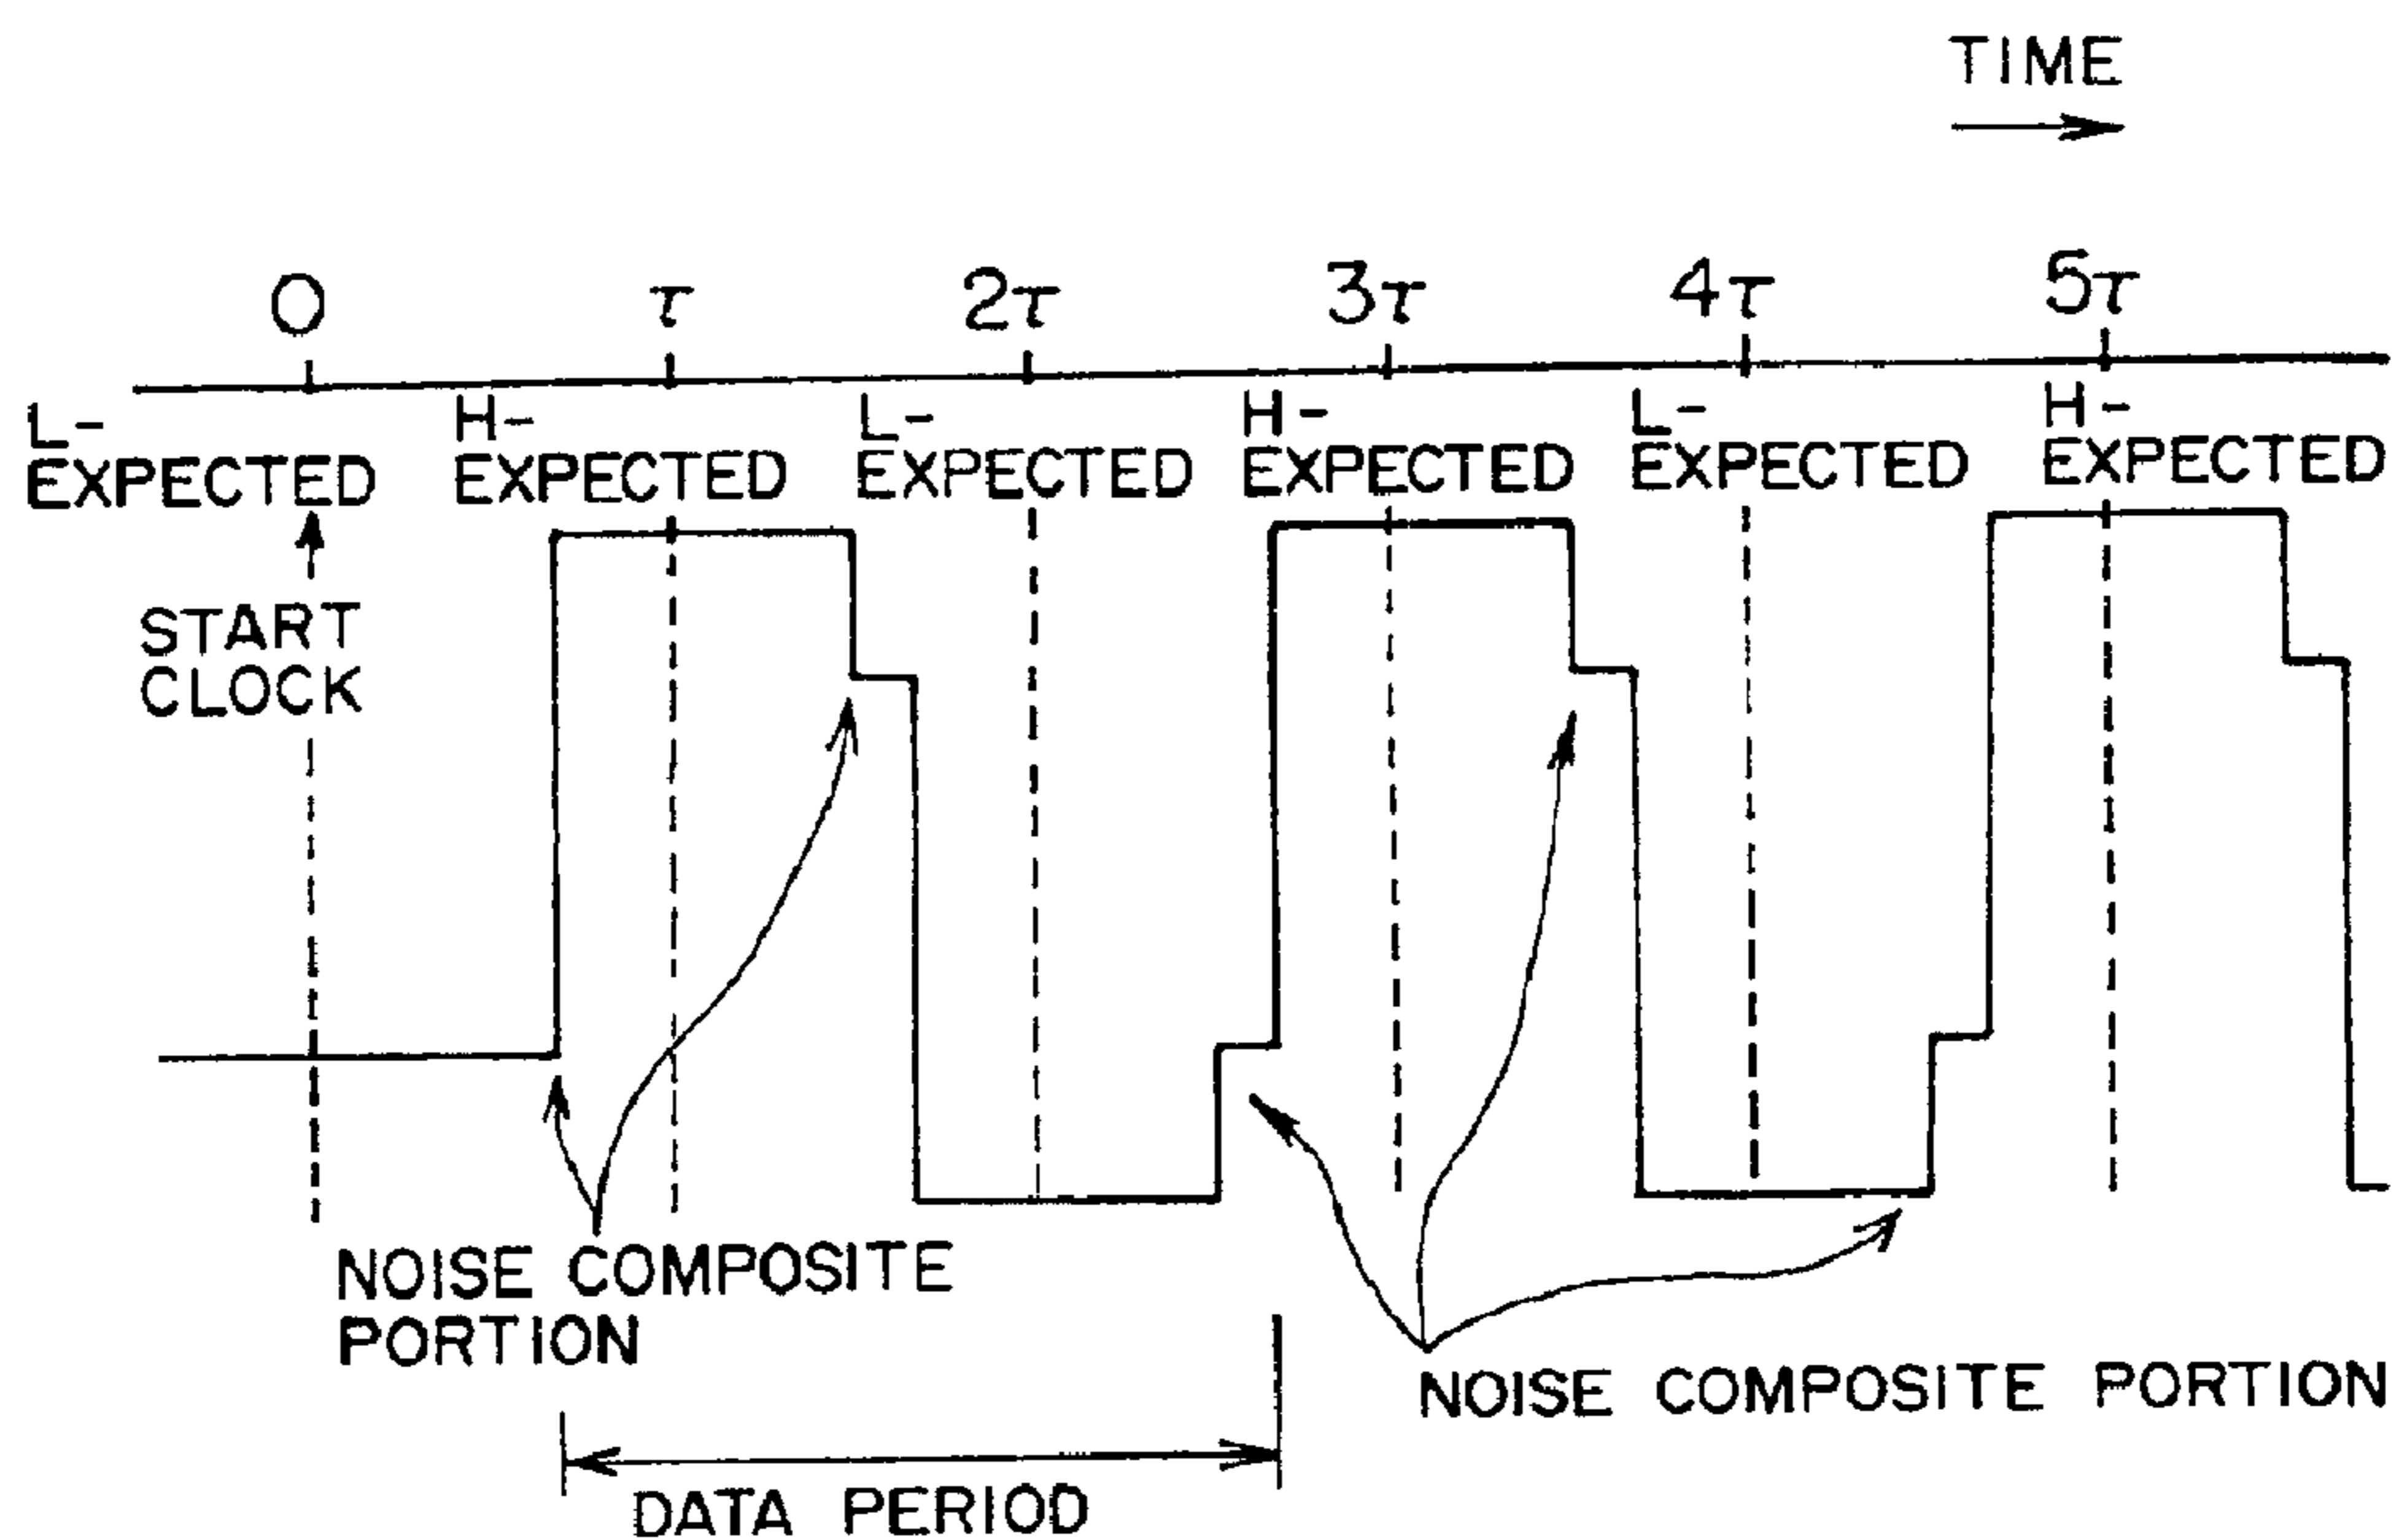 TIME
0
τ
2τ
3τ
4τ
5τ
L-
EXPECTED
H-
EXPECTED
L-
EXPECTED
H-
EXPECTED
L-
EXPECTED
H-
EXPECTED
START
CLOCK
NOISE COMPOSITE
PORTION
NOISE COMPOSITE PORTION
DATA PERIOD